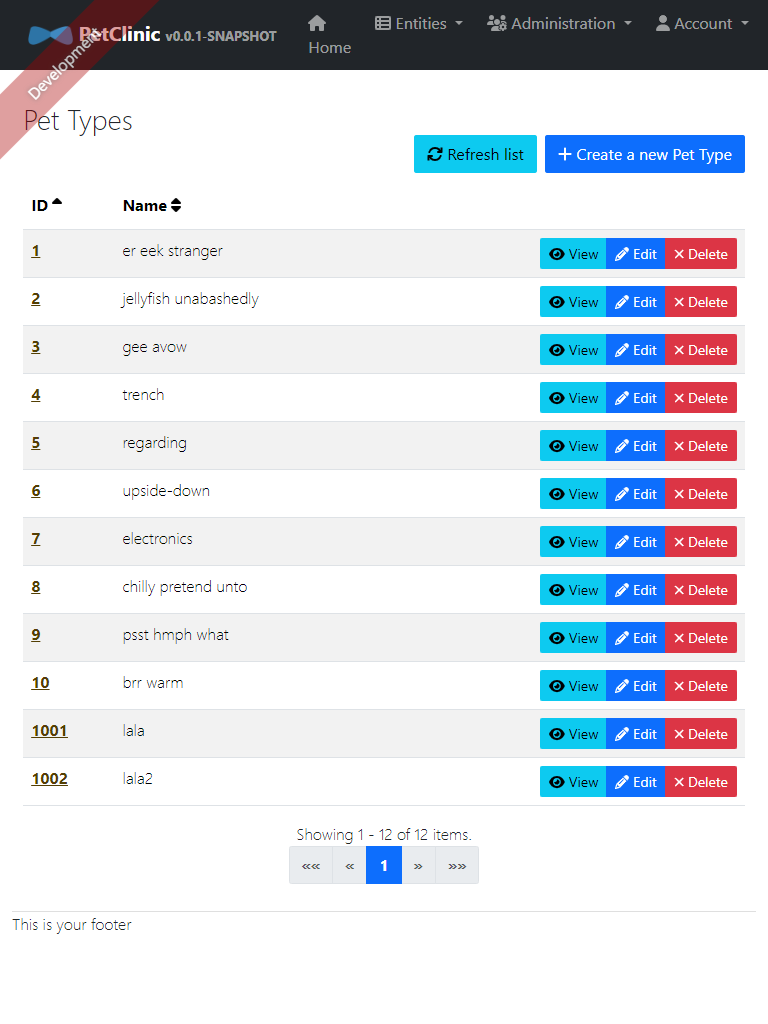 PetClinic v0.0.1-SNAPSHOT
Home
Entities
Administration
Account
Development
Pet Types
Refresh list
Create a new Pet Type
ID Name
1 er eek stranger View Edit Delete
2 jellyfish unabashedly View Edit Delete
3 gee avow View Edit Delete
4 trench View Edit Delete
5 regarding View Edit Delete
6 upside-down View Edit Delete
7 electronics View Edit Delete
8 chilly pretend unto View Edit Delete
9 psst hmph what View Edit Delete
10 brr warm View Edit Delete
1001 lala View Edit Delete
1002 lala2 View Edit Delete
Showing 1 - 12 of 12 items.
«« « 1 » »»
This is your footer